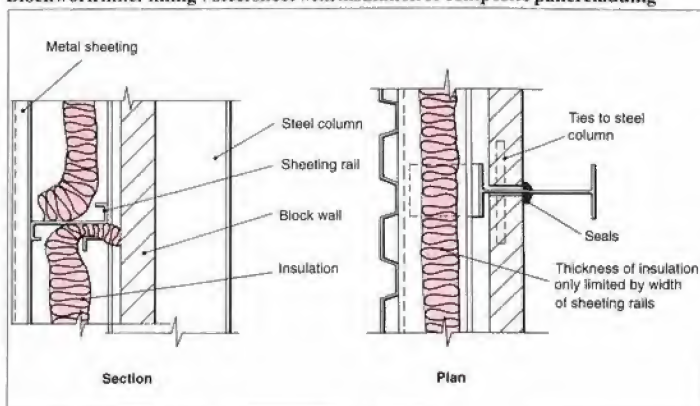 Metal sheeting
Steel column
Sheeting rail
Block wall
Insulation
Section
Ties to steel
column
Seals
Thickness of insulation
only limited by width
of sheeting rails
Plan